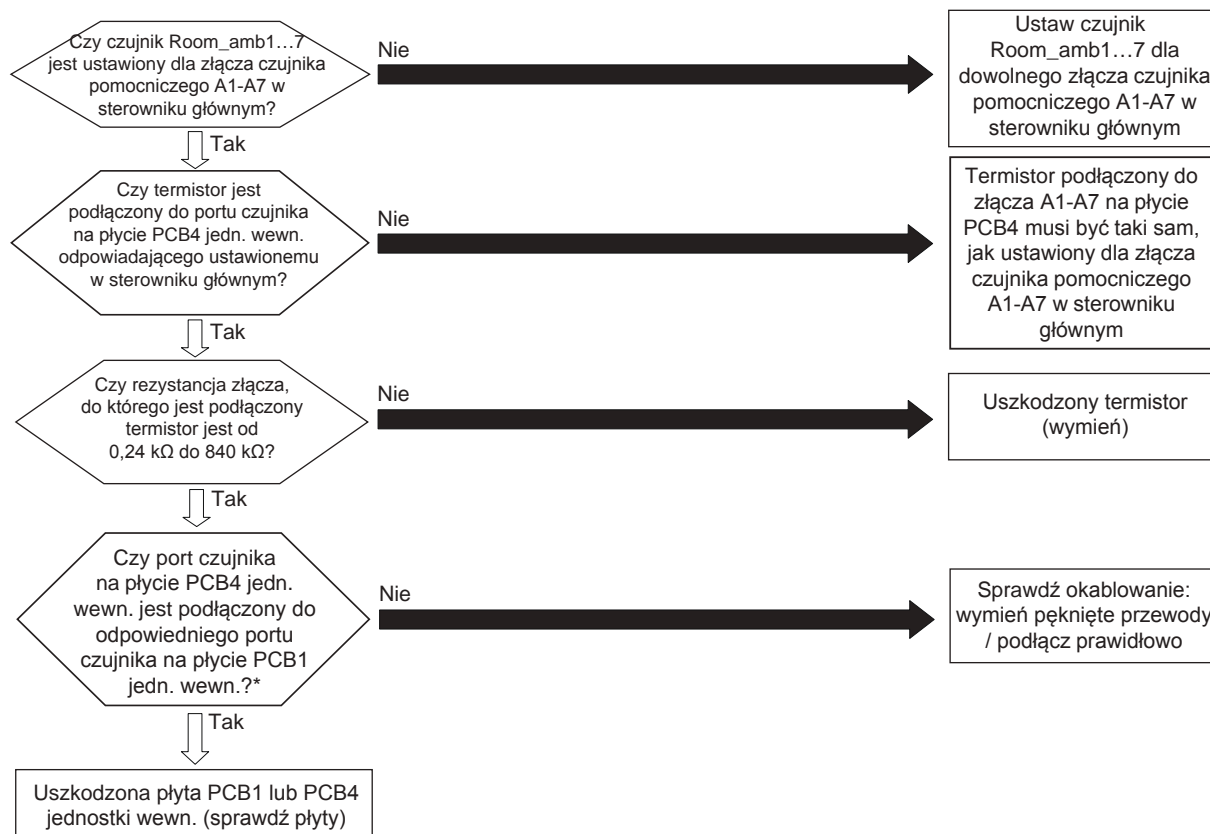 Czy czujnik Room_amb1…7
jest ustawiony dla złącza czujnika
pomocniczego A1-A7 w
sterowniku głównym?
Nie
Ustaw czujnik
Room_amb1…7 dla
dowolnego złącza czujnika
pomocniczego A1-A7 w
sterowniku głównym
Tak
Czy termistor jest
podłączony do portu czujnika
na płycie PCB4 jedn. wewn.
odpowiadającego ustawionemu
w sterowniku głównym?
Nie
Termistor podłączony do
złącza A1-A7 na płycie
PCB4 musi być taki sam,
jak ustawiony dla złącza
czujnika pomocniczego
A1-A7 w sterowniku
głównym
Tak
Czy rezystancja złącza,
do którego jest podłączony
termistor jest od
0,24 kΩ do 840 kΩ?
Nie
Uszkodzony termistor
(wymień)
Tak
Czy port czujnika
na płycie PCB4 jedn.
wewn. jest podłączony do
odpowiedniego portu
czujnika na płycie PCB1
jedn. wewn.?*
Nie
Sprawdź okablowanie:
wymień pęknięte przewody
/ podłącz prawidłowo
Tak
Uszkodzona płyta PCB1 lub PCB4
jednostki wewn. (sprawdź płyty)